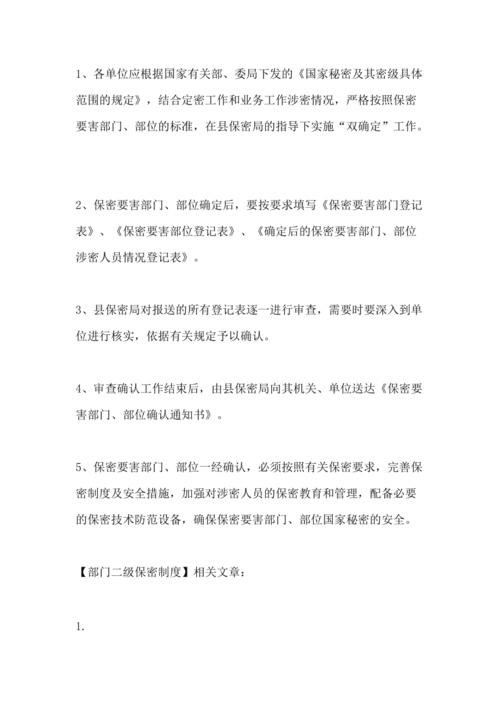 1、各单位应根据国家有关部、委局下发的《国家秘密及其密级具体
范围的规定》，结合定密工作和业务工作涉密情况，严格按照保密
要害部门、部位的标准，在县保密局的指导下实施“双确定”工作。
2、保密要害部门、部位确定后，要按要求填写《保密要害部门登记
表》、《保密要害部位登记表》、《确定后的保密要害部门、部位
涉密人员情况登记表》。
3、县保密局对报送的所有登记表逐一进行审查，需要时要深入到单
位进行核实，依据有关规定予以确认。
4、审查确认工作结束后，由县保密局向其机关、单位送达《保密要
害部门、部位确认通知书》。
5、保密要害部门、部位一经确认，必须按照有关保密要求，完善保
密制度及安全措施，加强对涉密人员的保密教育和管理，配备必要
的保密技术防范设备，确保保密要害部门、部位国家秘密的安全。
【部门二级保密制度】相关文章：
1.